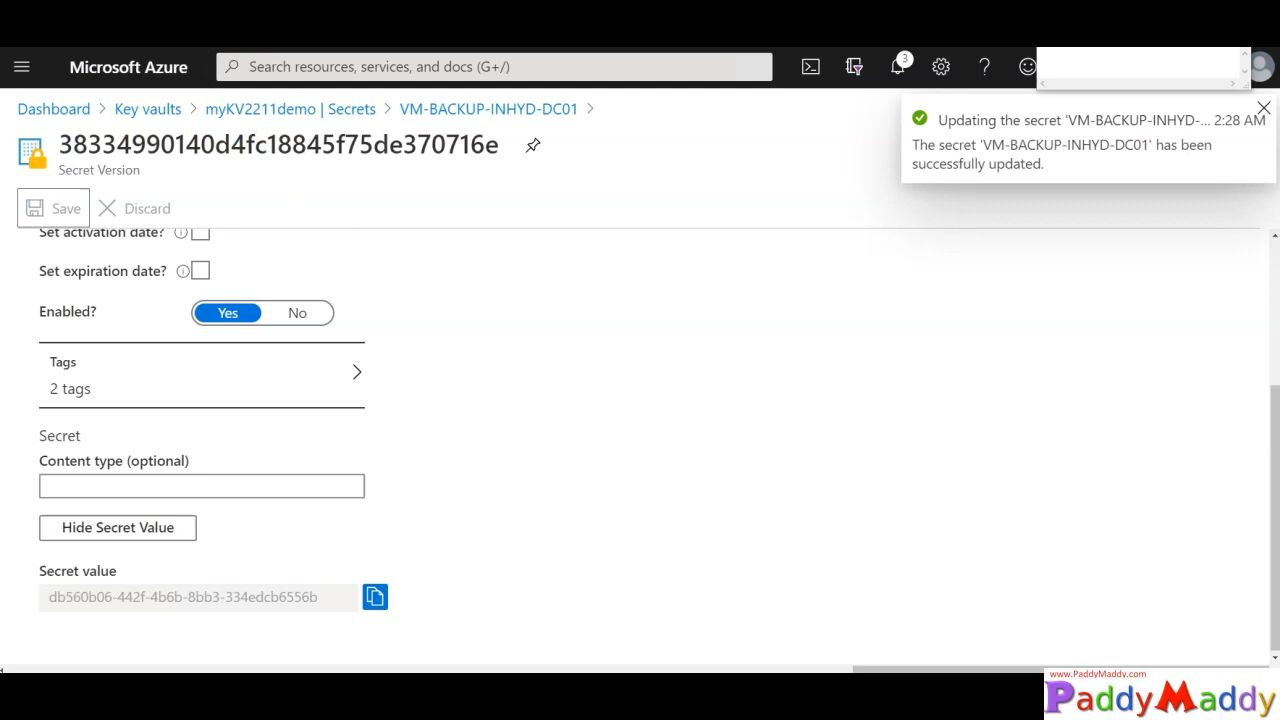 Microsoft Azure
Search resources, services, and docs (G+/)
3
Dashboard > Key vaults > myKV2211demo | Secrets > VM-BACKUP-INHYD-DC01 >
38334990140d4fc18845f75de370716e
Secret Version
Updating the secret 'VM-BACKUP-INHYD-... 2:28 AM
The secret 'VM-BACKUP-INHYD-DC01' has been
successfully updated.
Save Discard
Set activation date?
Set expiration date?
Enabled? Yes No
Tags
2 tags
Secret
Content type (optional)
Hide Secret Value
Secret value
db560b06-442f-4b6b-8bb3-334edcb6556b
www.PaddyMaddy.com
PaddyMaddy